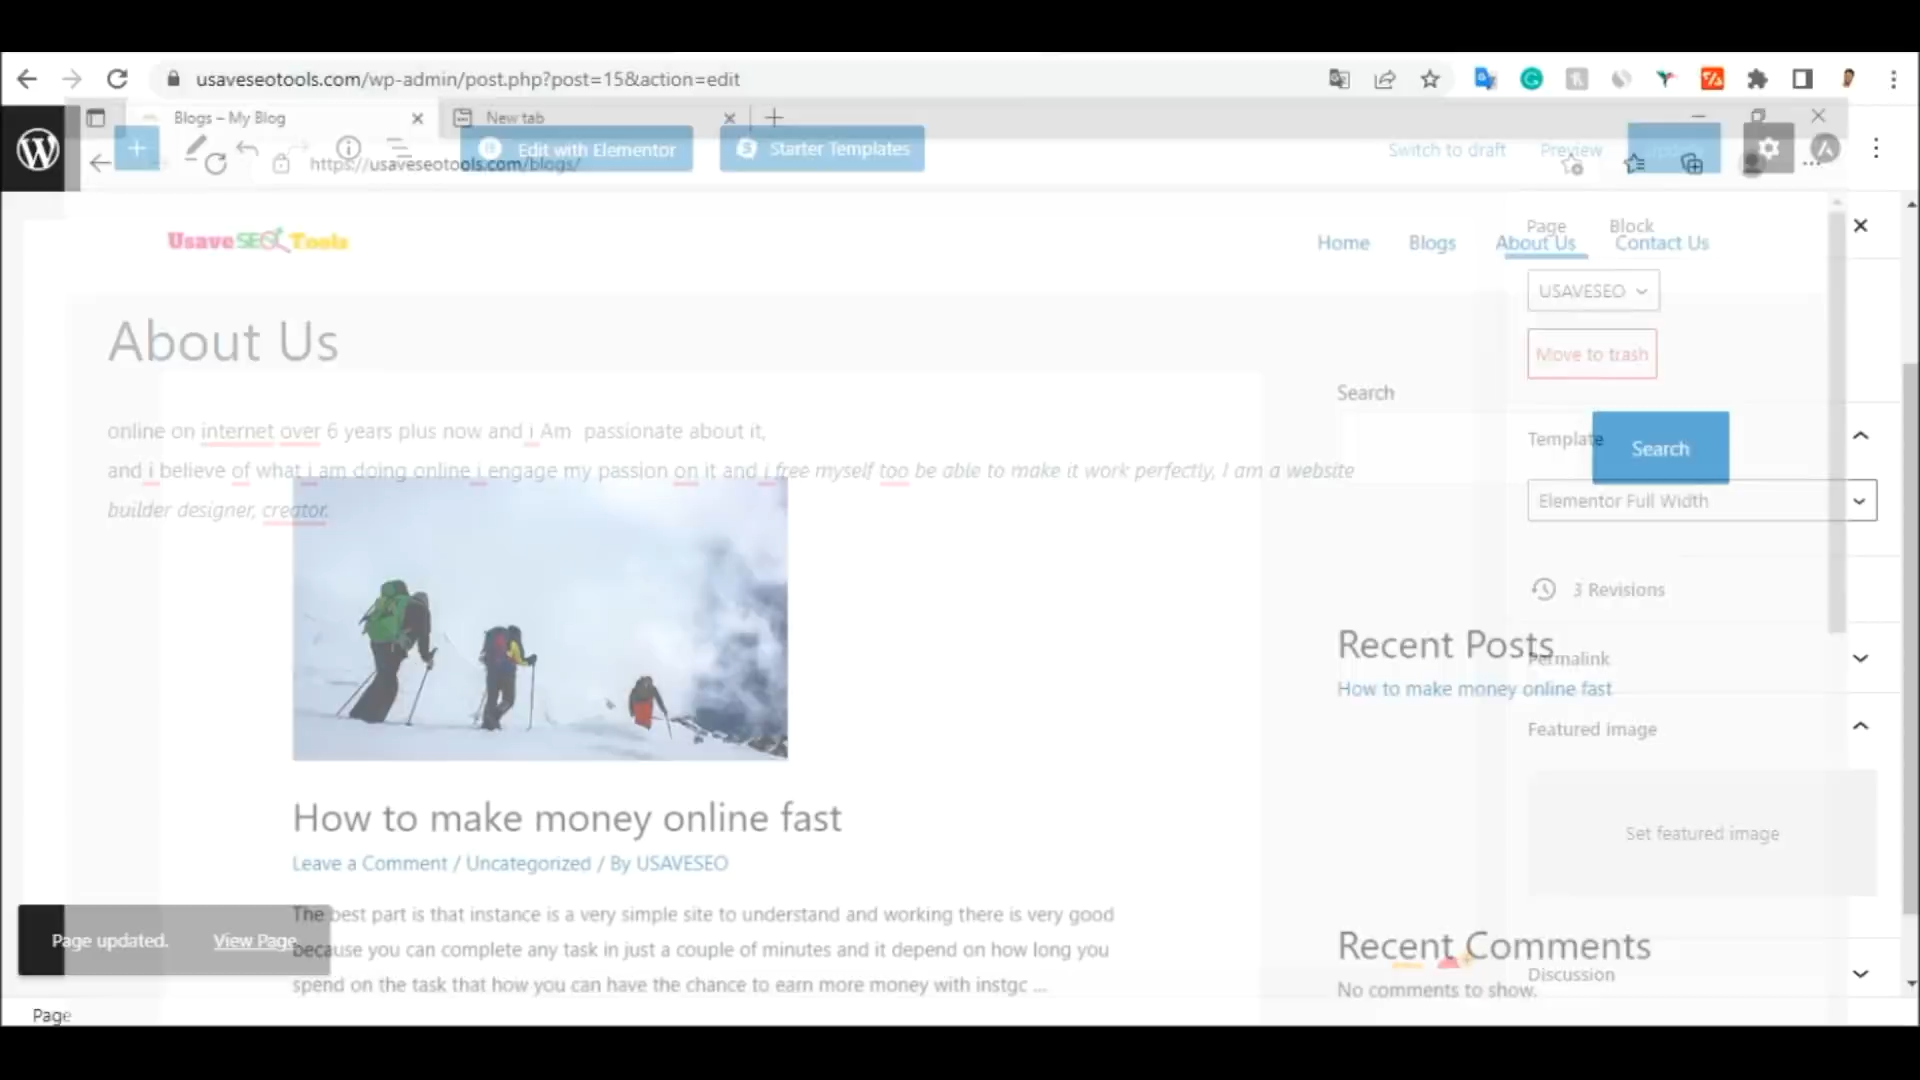 usaveseotools.com/wp-admin/post.php?post=15&action=edit
Blogs – My Blog
New tab
Edit with Elementor
Starter Templates
Switch to draft
Preview
https://usaveseotools.com/blogs/
Usave SEO Tools
Home
Blogs
About Us
Contact Us
Page
Block
USAVESEO
Move to trash
About Us
Search
online on internet over 6 years plus now and i Am passionate about it,
and i believe of what i am doing online i engage my passion on it and i free myself too be able to make it work perfectly, I am a website
builder designer, creator.
Template
Search
Elementor Full Width
3 Revisions
Recent Posts
Permalink
How to make money online fast
Featured image
Set featured image
How to make money online fast
Leave a Comment / Uncategorized / By USAVESEO
The best part is that instance is a very simple site to understand and working there is very good
because you can complete any task in just a couple of minutes and it depend on how long you
spend on the task that how you can have the chance to earn more money with instgc ...
Page updated.
View Page
Recent Comments
Discussion
No comments to show.
Page